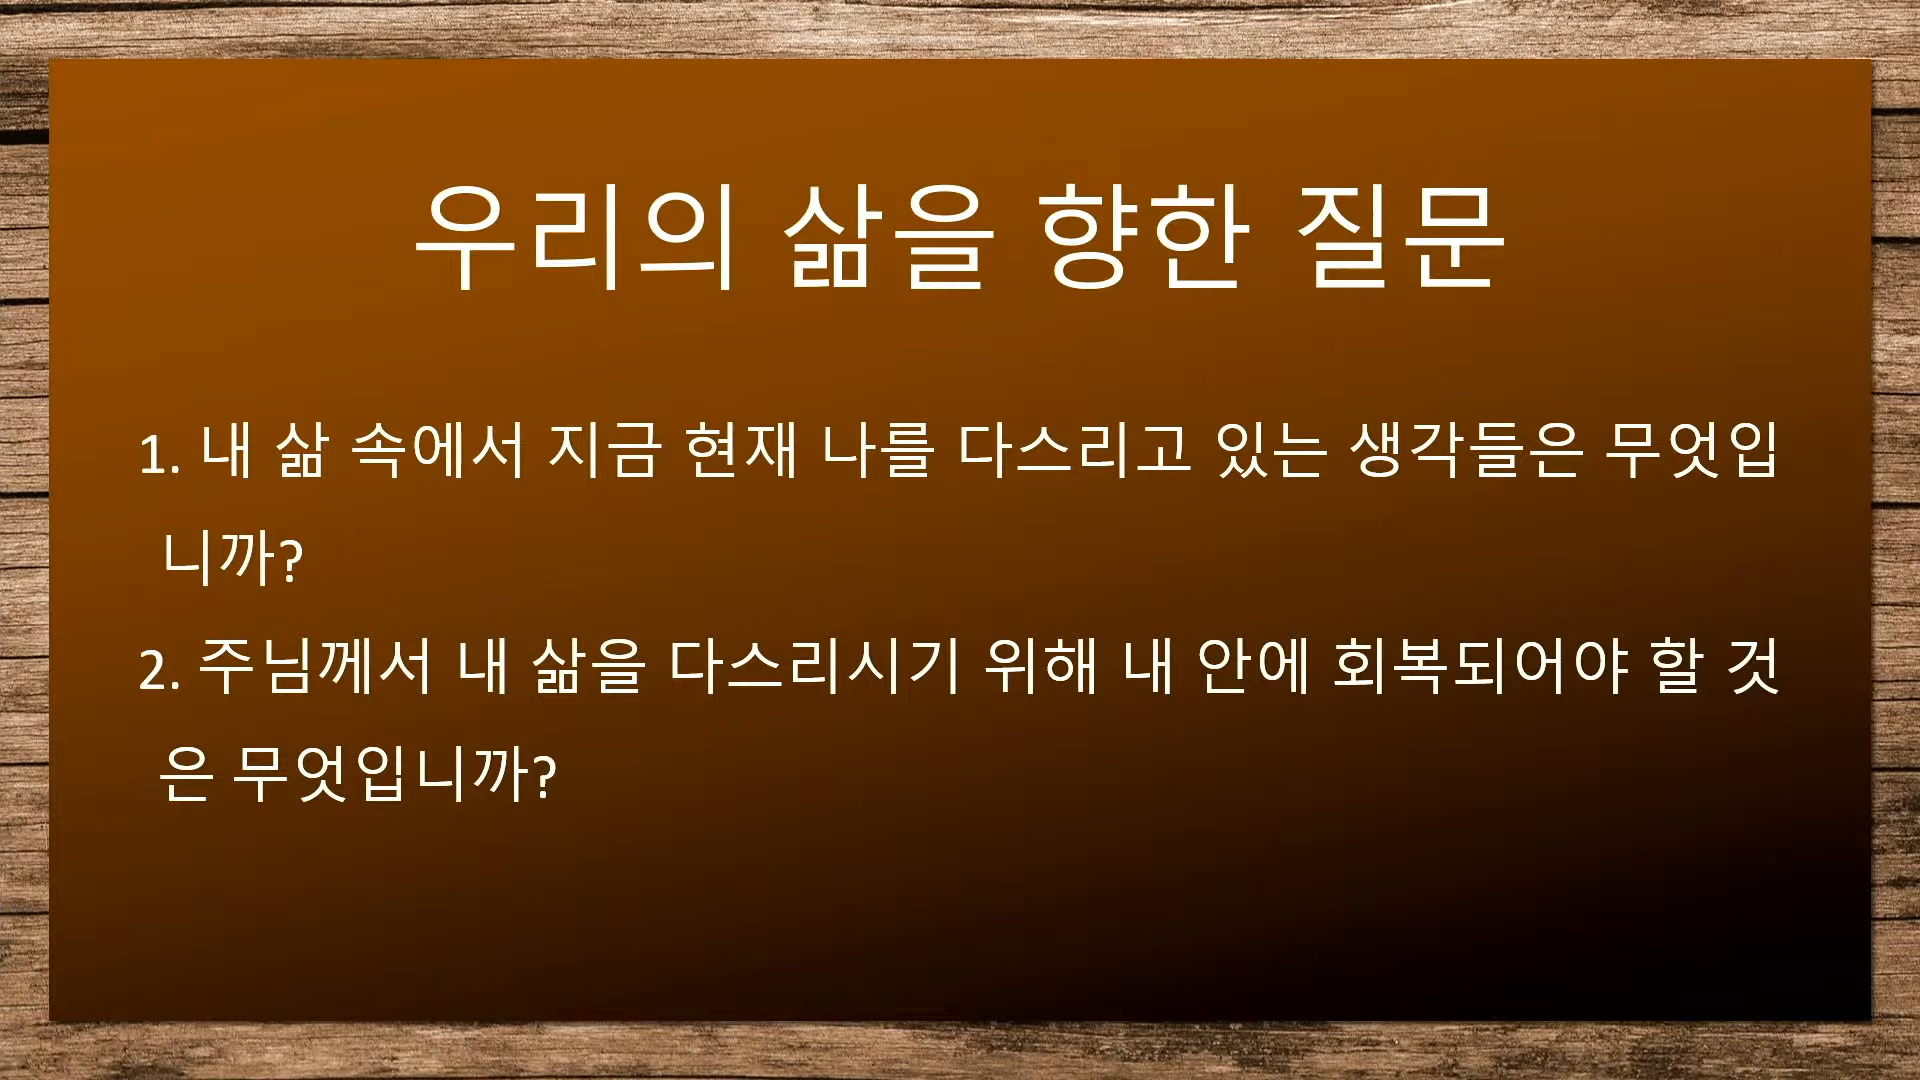 우리의 삶을 향한 질문
1. 내 삶 속에서 지금 현재 나를 다스리고 있는 생각들은 무엇입
니까?
2. 주님께서 내 삶을 다스리시기 위해 내 안에 회복되어야 할 것
은 무엇입니까?